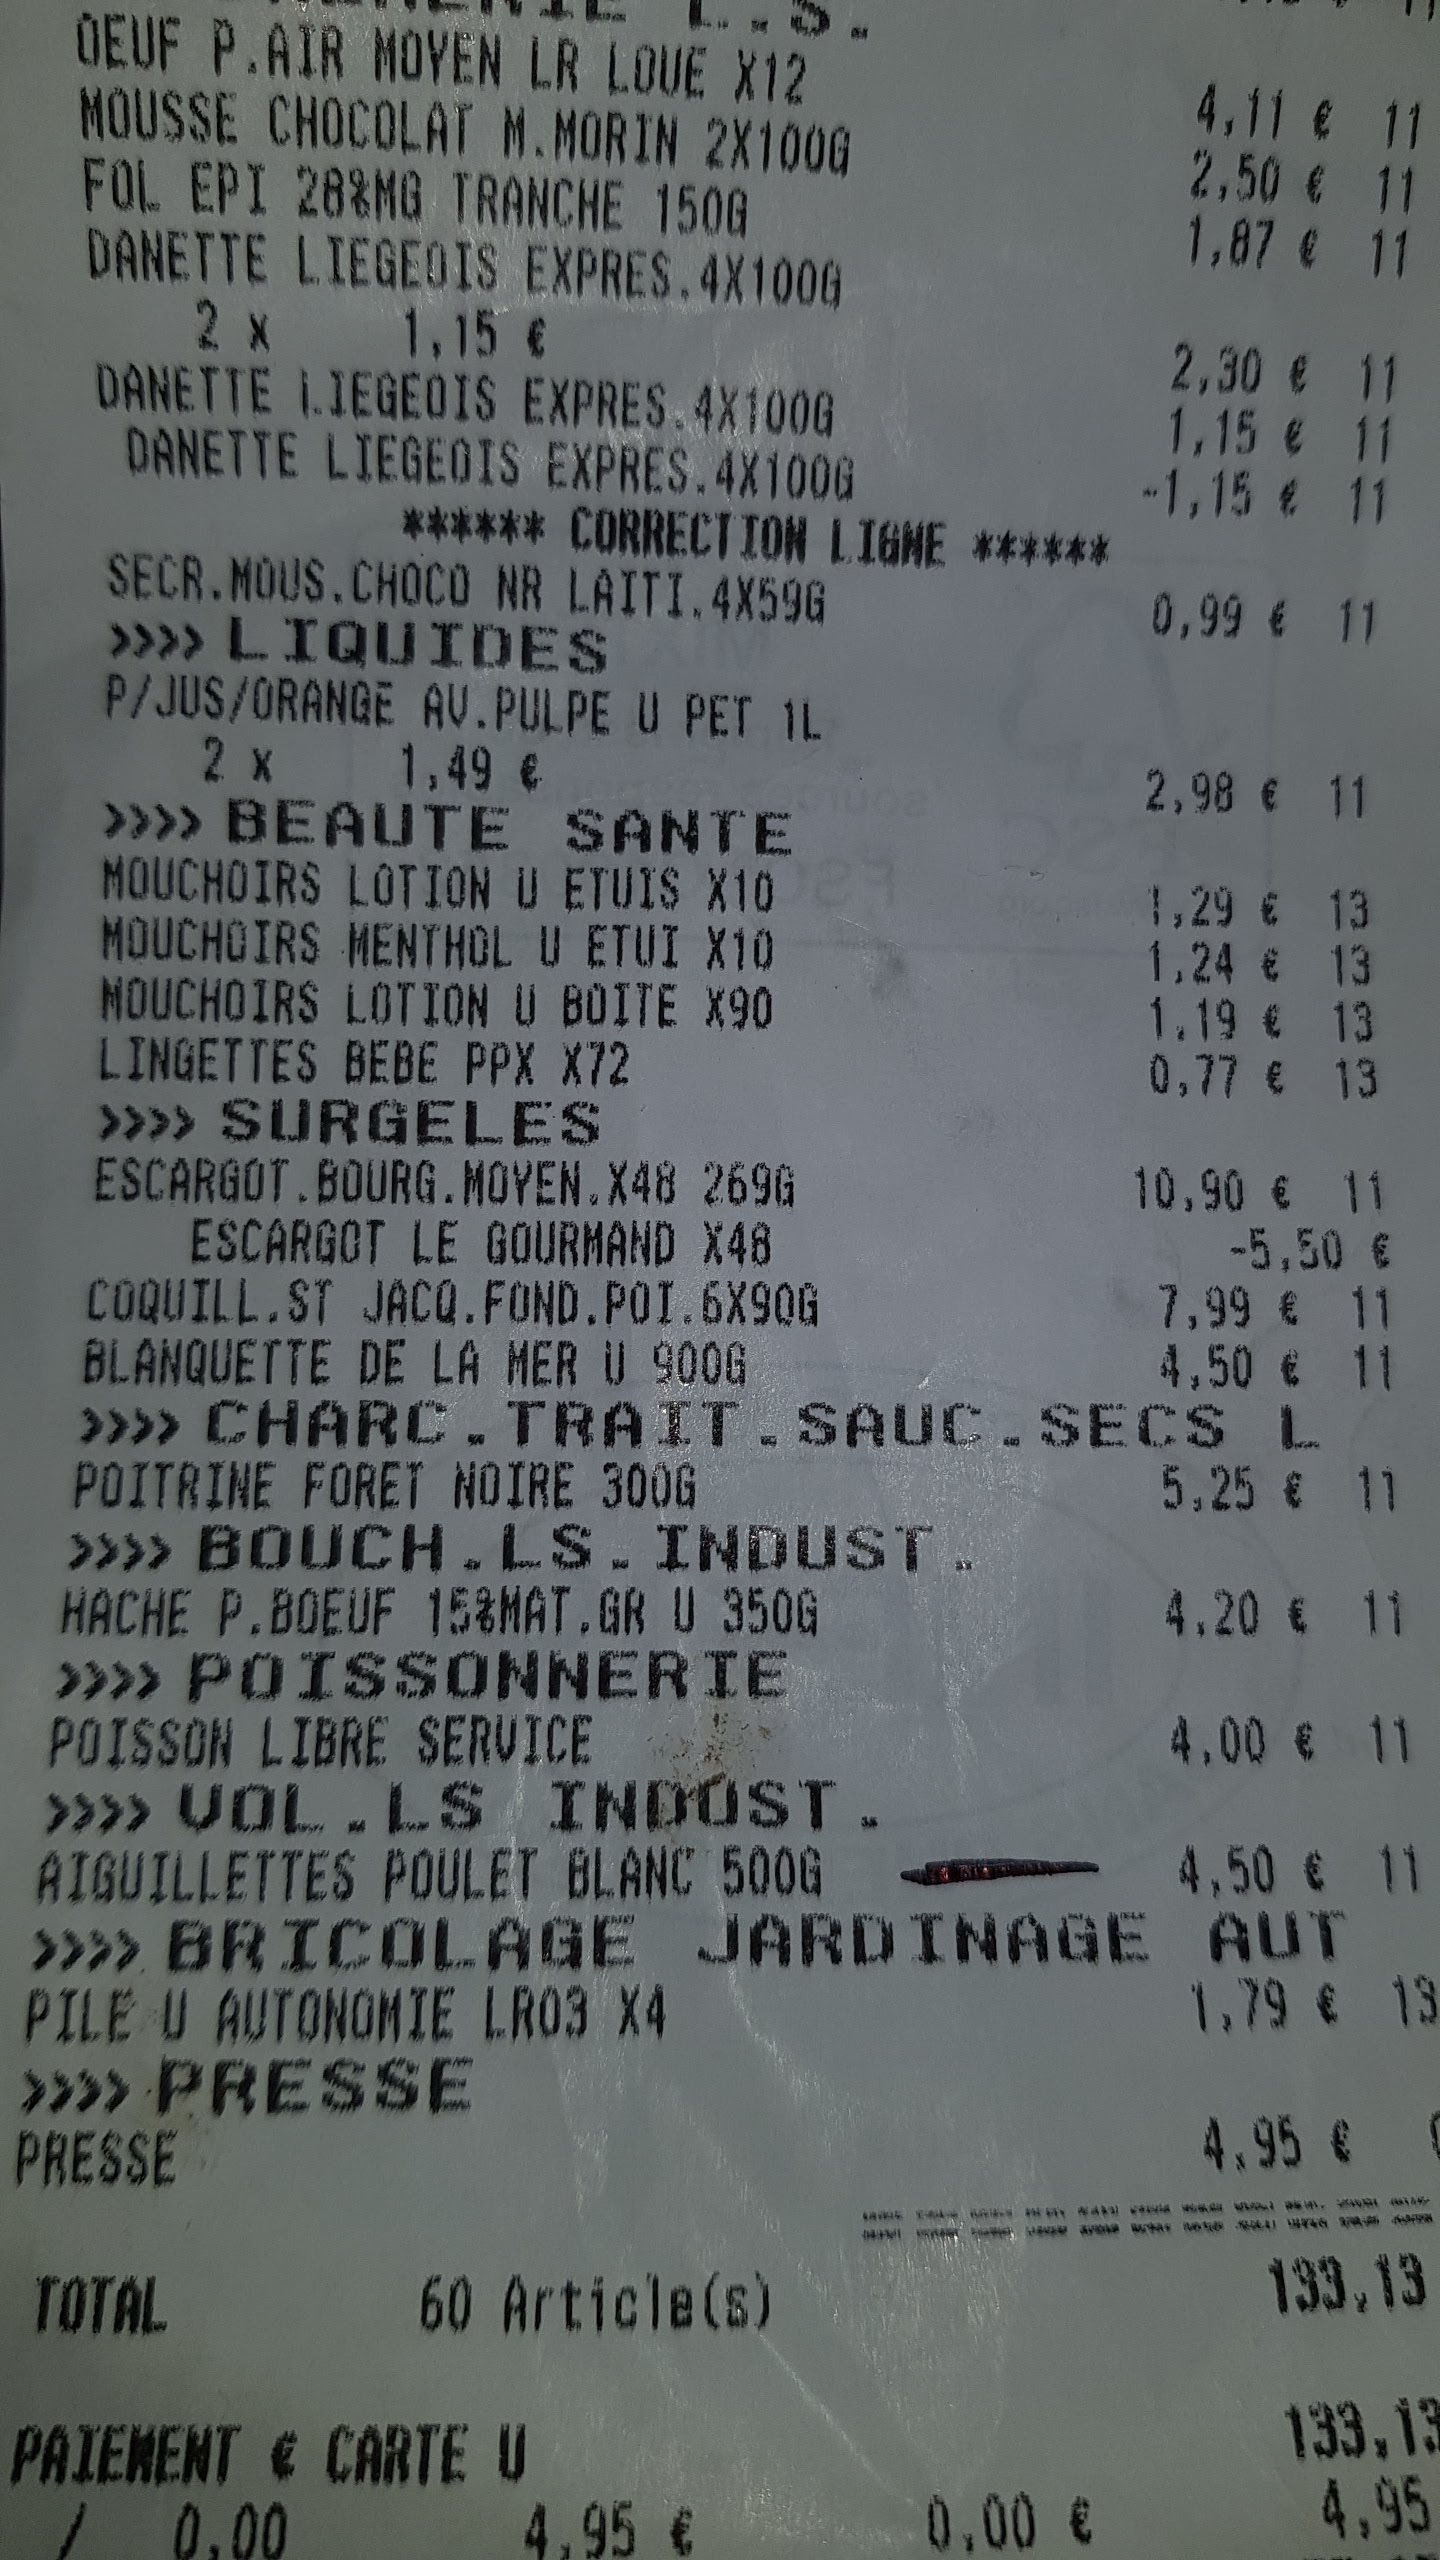 L.S.
OEUF P.AIR MOYEN LR LOUE X12 4,11 € 11
MOUSSE CHOCOLAT M.MORIN 2X100G 2,50 € 11
FOL EPI 28%MG TRANCHE 150G 1,87 € 11
DANETTE LIEGEOIS EXPRES.4X100G
2 x 1,15 € 2,30 € 11
DANETTE LIEGEOIS EXPRES.4X100G 1,15 € 11
DANETTE LIEGEOIS EXPRES.4X100G -1,15 € 11
****** CORRECTION LIGNE ******
SECR.MOUS.CHOCO NR LAITI.4X59G 0,99 € 11
>>>> LIQUIDES
P/JUS/ORANGE AV.PULPE U PET 1L
2 x 1,49 € 2,98 € 11
>>>> BEAUTE SANTE
MOUCHOIRS LOTION U ETUIS X10 1,29 € 13
MOUCHOIRS MENTHOL U ETUI X10 1,24 € 13
MOUCHOIRS LOTION U BOITE X90 1,19 € 13
LINGETTES BEBE PPX X72 0,77 € 13
>>>> SURGELES
ESCARGOT.BOURG.MOYEN.X48 269G 10,90 € 11
ESCARGOT LE GOURMAND X48 -5,50 €
COQUILL.ST JACQ.FOND.POI.6X90G 7,99 € 11
BLANQUETTE DE LA MER U 900G 4,50 € 11
>>>> CHARC.TRAIT.SAUC.SECS L
POITRINE FORET NOIRE 300G 5,25 € 11
>>>> BOUCH.LS.INDUST.
HACHE P.BOEUF 15%MAT.GR U 350G 4,20 € 11
>>>> POISSONNERIE
POISSON LIBRE SERVICE 4,00 € 11
>>>> VOL.LS INDUST.
AIGUILLETTES POULET BLANC 500G 4,50 € 11
>>>> BRICOLAGE JARDINAGE AUT
PILE U AUTONOMIE LR03 X4 1,79 € 13
>>>> PRESSE
PRESSE 4,95 €
TOTAL 60 Article(s) 133,13
PAIEMENT € CARTE U 133,13
/ 0,00 4,95 € 0,00 € 4,95